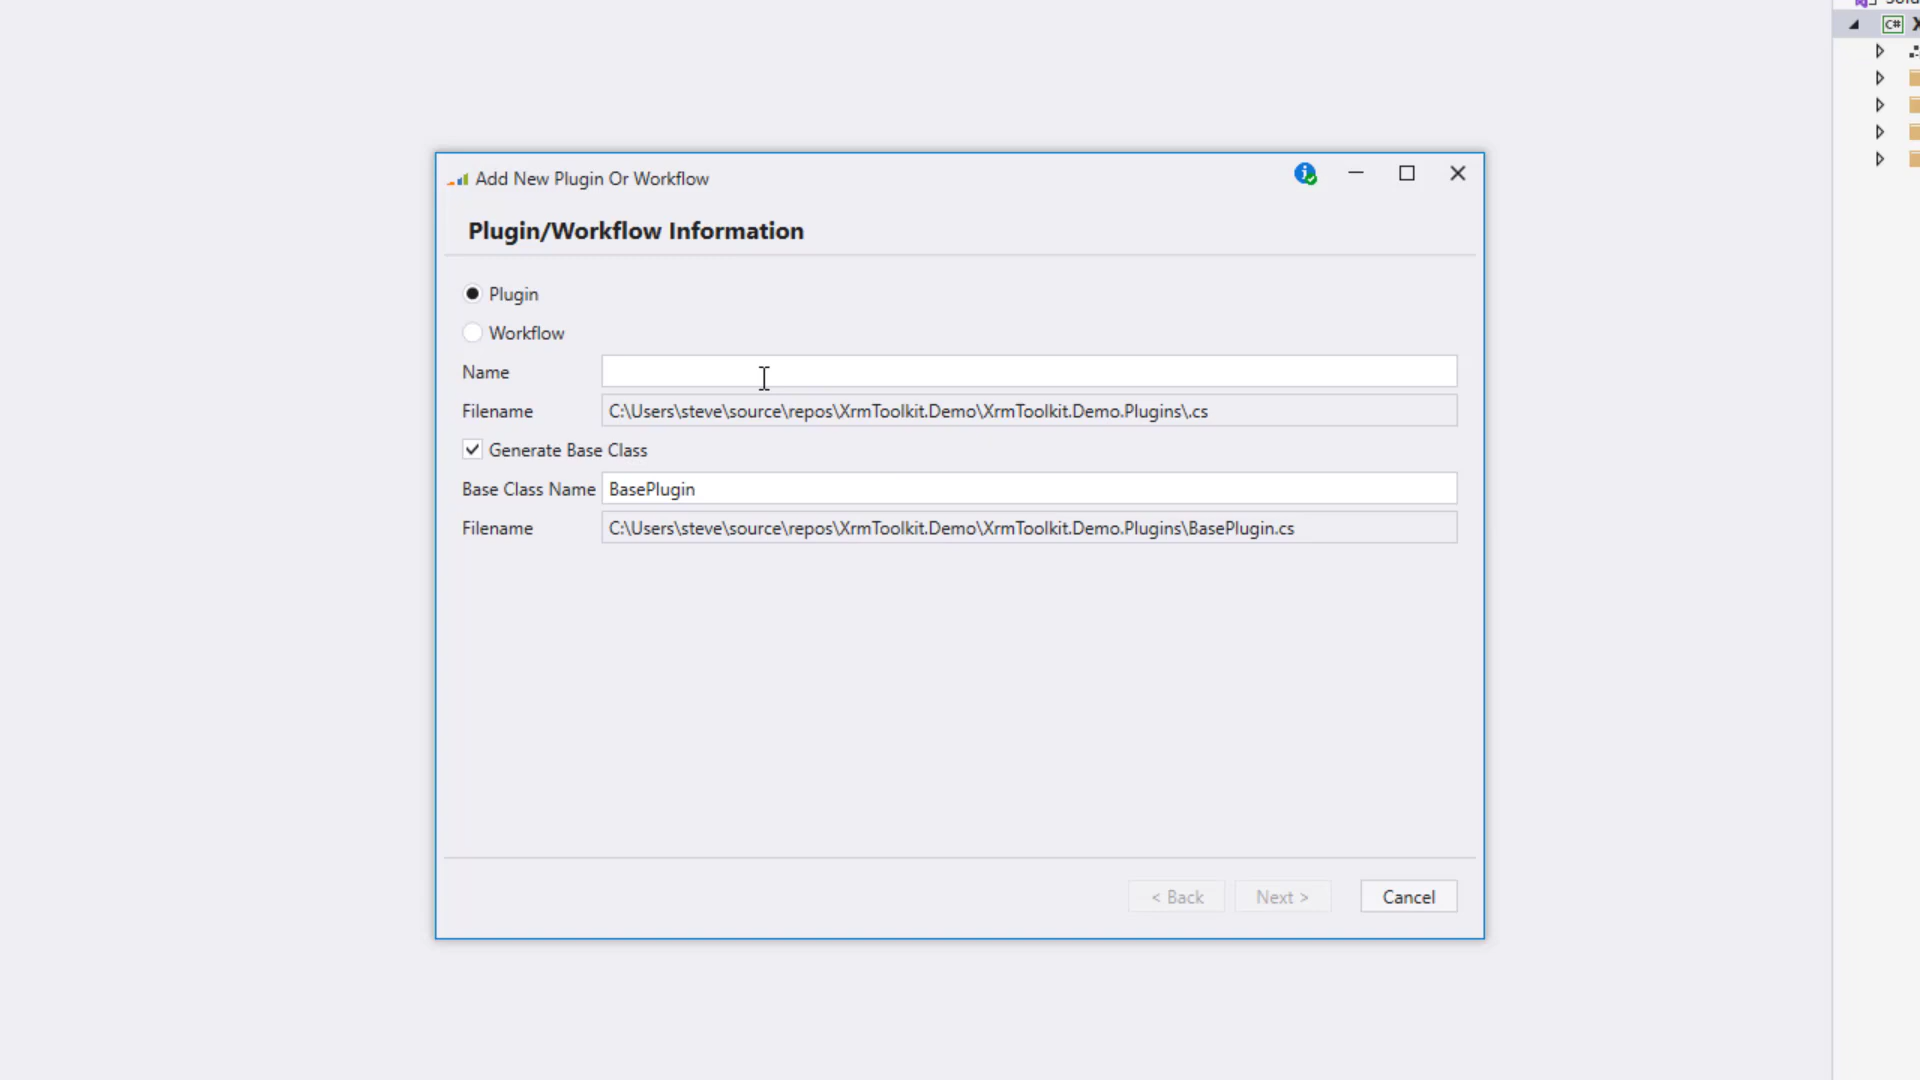 C#
Add New Plugin Or Workflow
Plugin/Workflow Information
Plugin
Workflow
Name
Filename C:\Users\steve\source\repos\XrmToolkit.Demo\XrmToolkit.Demo.Plugins\.cs
Generate Base Class
Base Class Name BasePlugin
Filename C:\Users\steve\source\repos\XrmToolkit.Demo\XrmToolkit.Demo.Plugins\BasePlugin.cs
< Back Next > Cancel